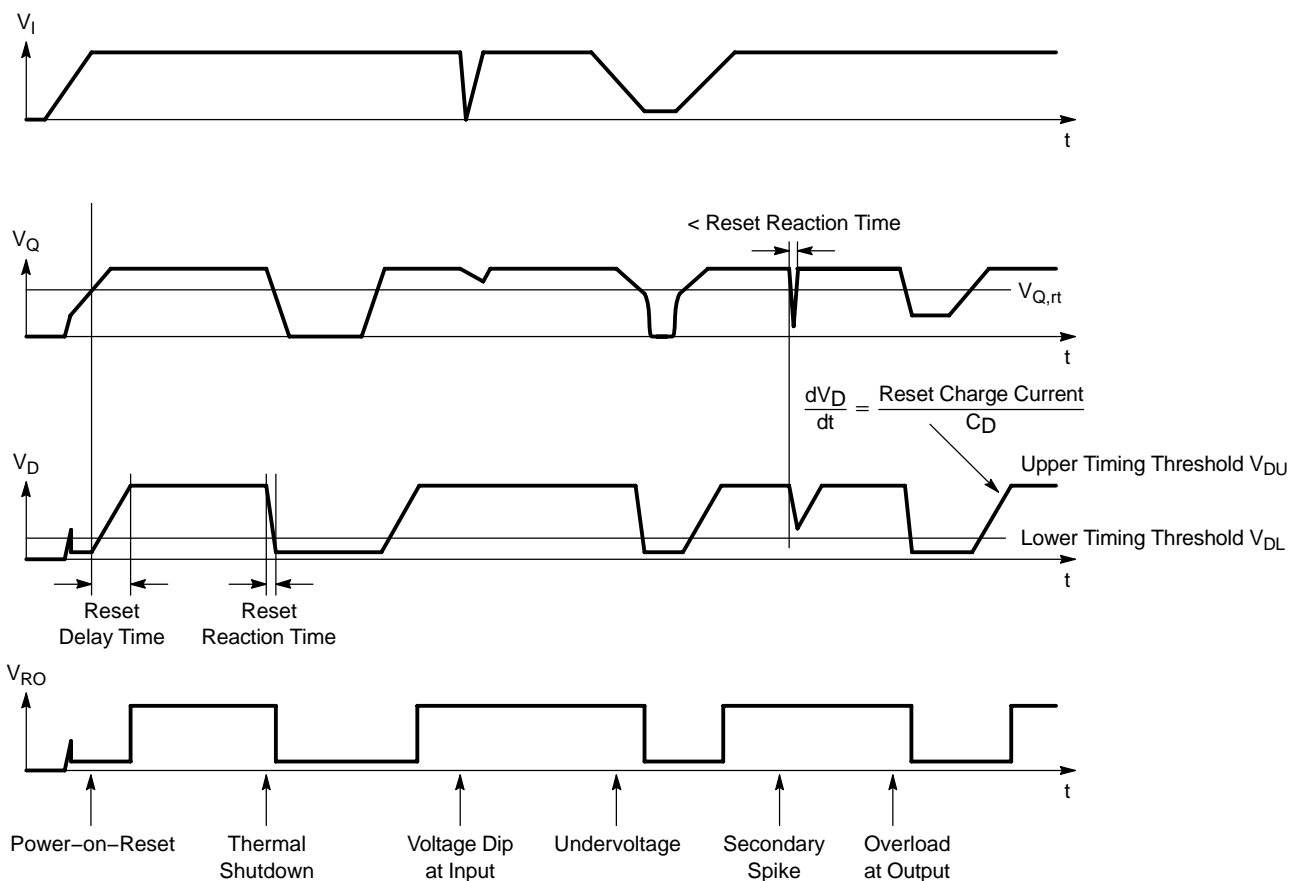 V_I
t
< Reset Reaction Time
V_Q
V_Q,rt
t
dV_D
dt
=
Reset Charge Current
C_D
V_D
Upper Timing Threshold V_DU
Lower Timing Threshold V_DL
t
Reset
Delay Time
Reset
Reaction Time
V_RO
t
Power−on−Reset
Thermal
Shutdown
Voltage Dip
at Input
Undervoltage
Secondary
Spike
Overload
at Output